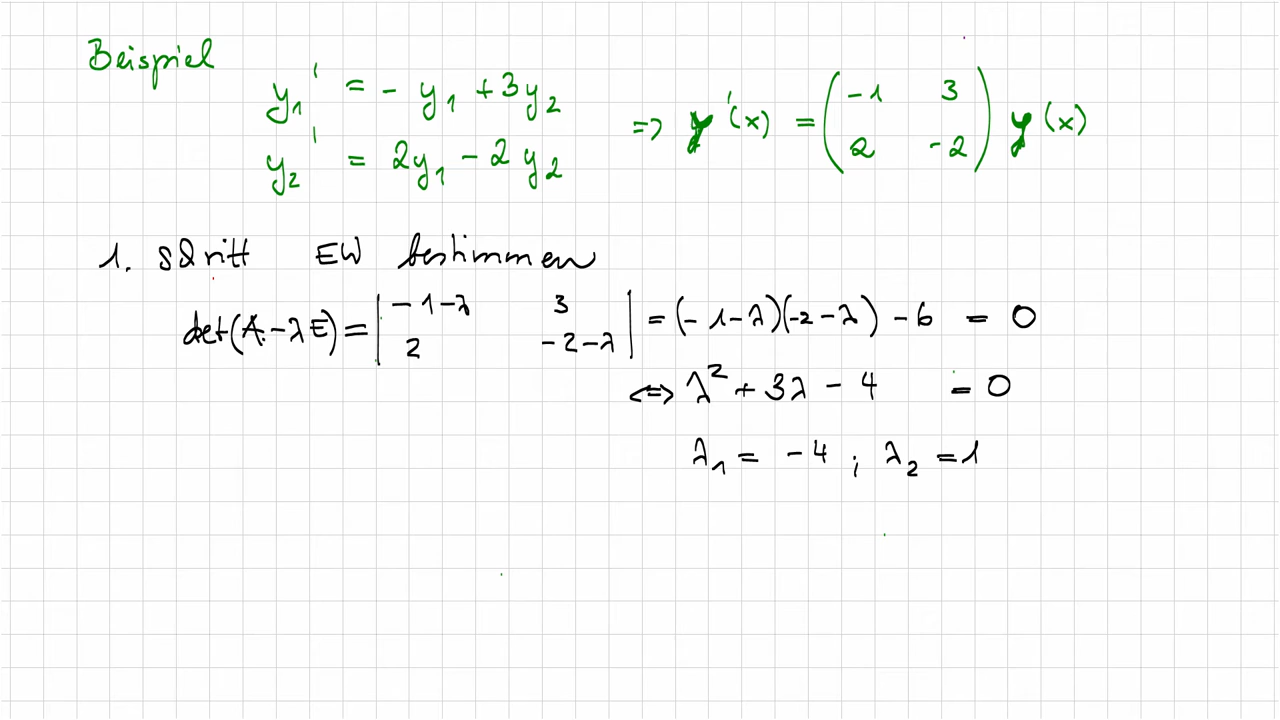 Beispiel
y₁' = - y₁ + 3y₂
y₂' = 2y₁ - 2y₂
=> y'(x) = ( -1 3 ; 2 -2 ) y(x)
1. Schritt EW bestimmen
det(A-λE) = | -1-λ 3 ; 2 -2-λ | = (-1-λ)(-2-λ) - 6 = 0
<=> λ² + 3λ - 4 = 0
λ₁ = -4 ; λ₂ = 1